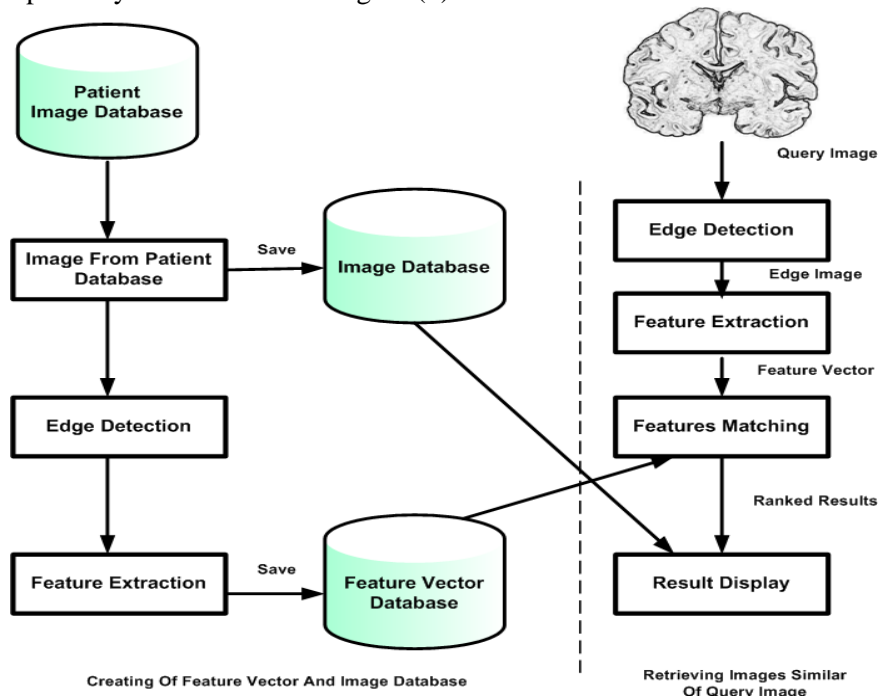 Patient
Image Database
Query Image
Image From Patient
Database
Save
Image Database
Edge Detection
Edge Image
Feature Extraction
Feature Vector
Edge Detection
Features Matching
Ranked Results
Feature Extraction
Save
Feature Vector
Database
Result Display
Creating Of Feature Vector And Image Database
Retrieving Images Similar
Of Query Image